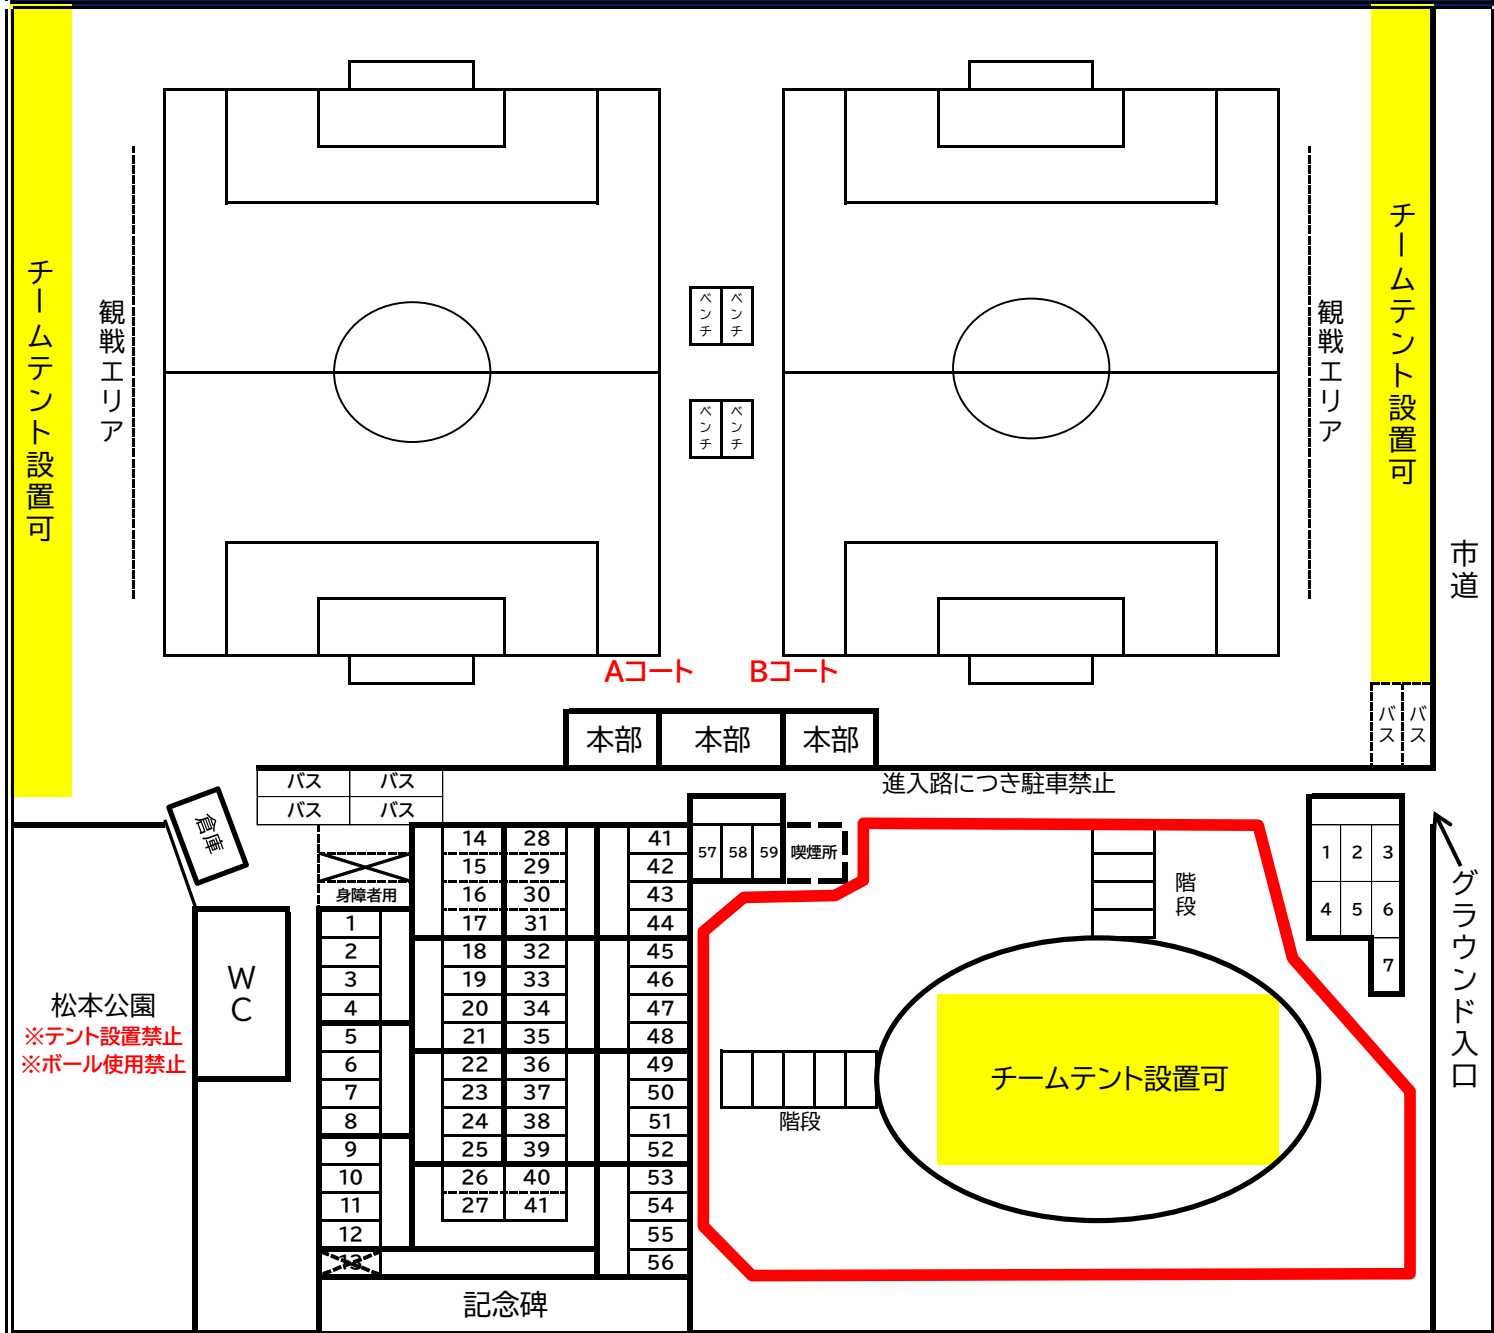 チームテント設置可
観戦エリア
ベンチ
ベンチ
ベンチ
ベンチ
観戦エリア
チームテント設置可
市道
Aコート
Bコート
本部
本部
本部
バス
バス
バス
バス
バス
バス
進入路につき駐車禁止
倉庫
身障者用
1
2
3
4
5
6
7
8
9
10
11
12
13
14
15
16
17
18
19
20
21
22
23
24
25
26
27
28
29
30
31
32
33
34
35
36
37
38
39
40
41
41
42
43
44
45
46
47
48
49
50
51
52
53
54
55
56
57
58
59
喫煙所
階段
階段
チームテント設置可
1
2
3
4
5
6
7
グラウンド入口
WC
松本公園
※テント設置禁止
※ボール使用禁止
記念碑